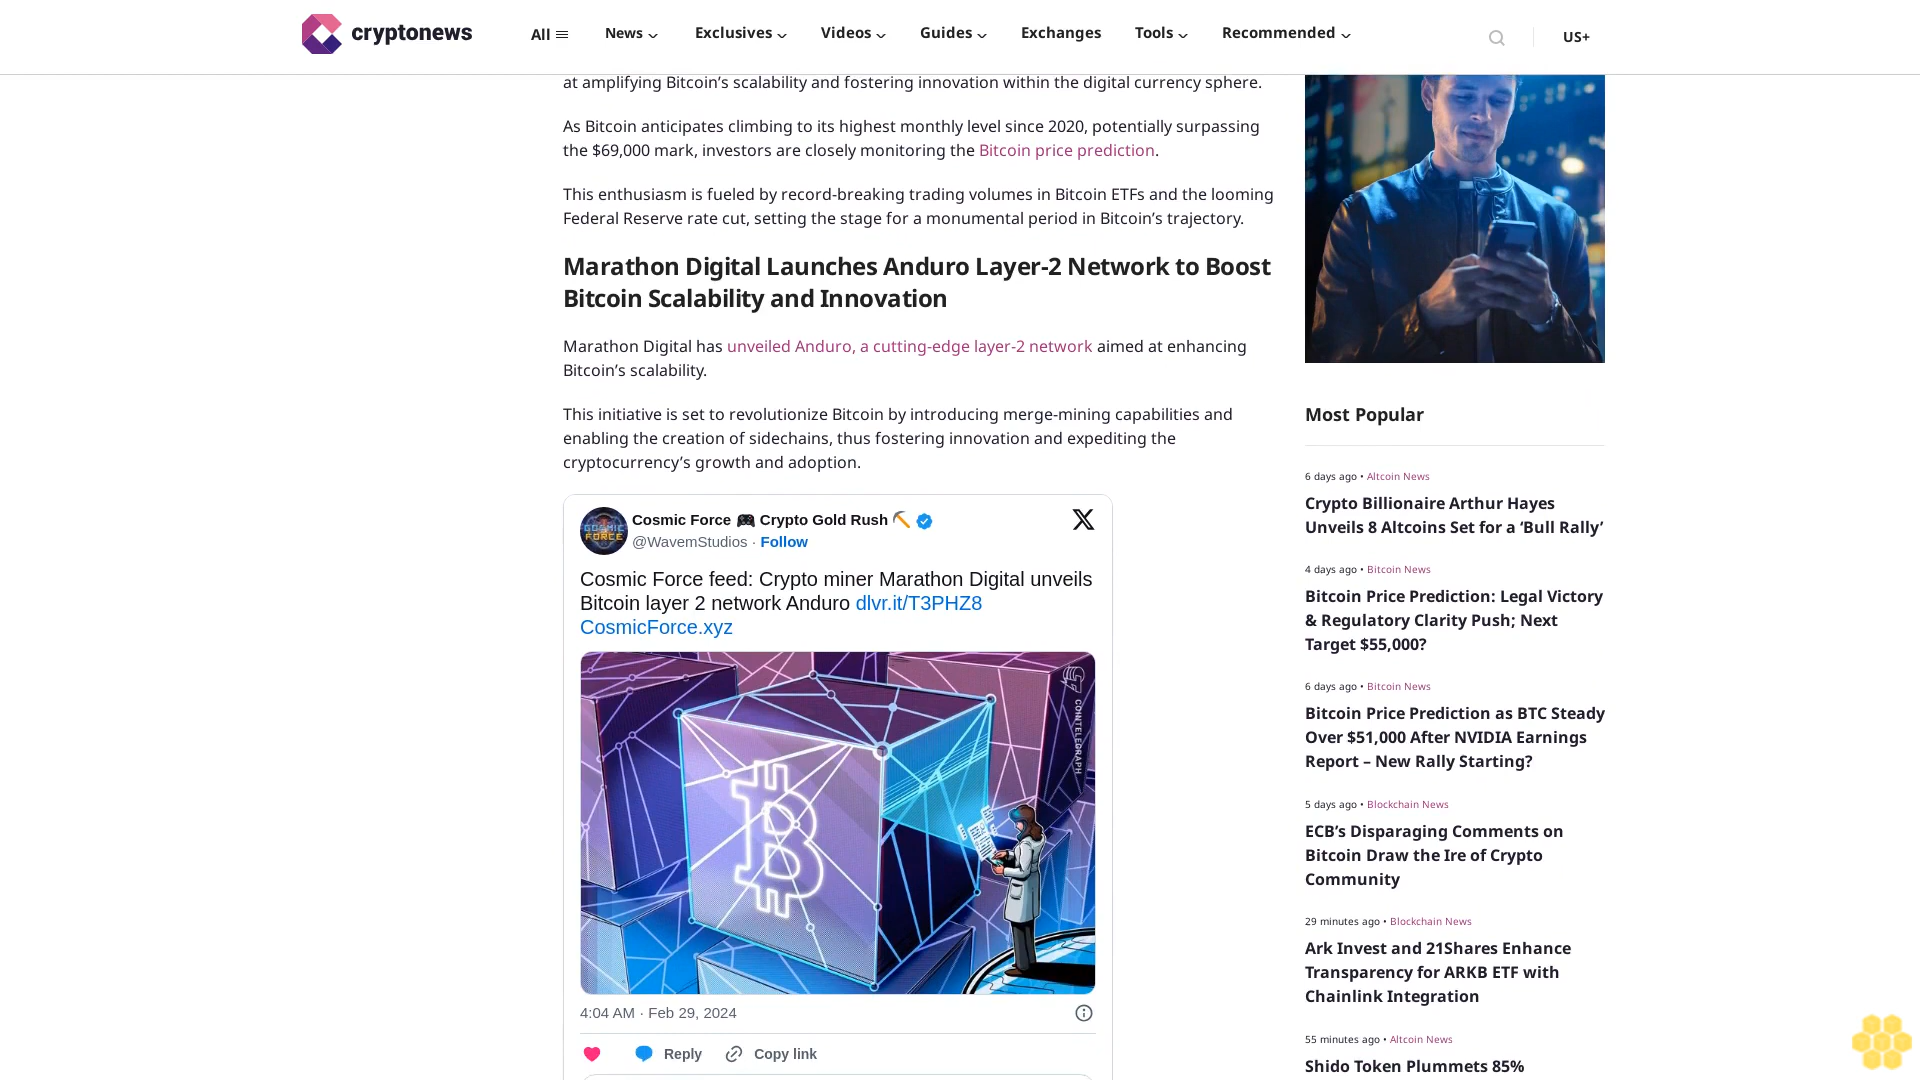 cryptonews
All
News
Exclusives
Videos
Guides
Exchanges
Tools
Recommended
US+
at amplifying Bitcoin’s scalability and fostering innovation within the digital currency sphere.
As Bitcoin anticipates climbing to its highest monthly level since 2020, potentially surpassing
the $69,000 mark, investors are closely monitoring the Bitcoin price prediction.
This enthusiasm is fueled by record-breaking trading volumes in Bitcoin ETFs and the looming
Federal Reserve rate cut, setting the stage for a monumental period in Bitcoin’s trajectory.
Marathon Digital Launches Anduro Layer-2 Network to Boost
Bitcoin Scalability and Innovation
Marathon Digital has unveiled Anduro, a cutting-edge layer-2 network aimed at enhancing
Bitcoin’s scalability.
This initiative is set to revolutionize Bitcoin by introducing merge-mining capabilities and
enabling the creation of sidechains, thus fostering innovation and expediting the
cryptocurrency’s growth and adoption.
COSMIC
FORCE
Cosmic Force 🎮 Crypto Gold Rush ⛏️
@WavemStudios · Follow
Cosmic Force feed: Crypto miner Marathon Digital unveils
Bitcoin layer 2 network Anduro dlvr.it/T3PHZ8
CosmicForce.xyz
COINTELEGRAPH
4:04 AM · Feb 29, 2024
Reply
Copy link
Most Popular
6 days ago • Altcoin News
Crypto Billionaire Arthur Hayes
Unveils 8 Altcoins Set for a ‘Bull Rally’
4 days ago • Bitcoin News
Bitcoin Price Prediction: Legal Victory
& Regulatory Clarity Push; Next
Target $55,000?
6 days ago • Bitcoin News
Bitcoin Price Prediction as BTC Steady
Over $51,000 After NVIDIA Earnings
Report – New Rally Starting?
5 days ago • Blockchain News
ECB’s Disparaging Comments on
Bitcoin Draw the Ire of Crypto
Community
29 minutes ago • Blockchain News
Ark Invest and 21Shares Enhance
Transparency for ARKB ETF with
Chainlink Integration
55 minutes ago • Altcoin News
Shido Token Plummets 85%